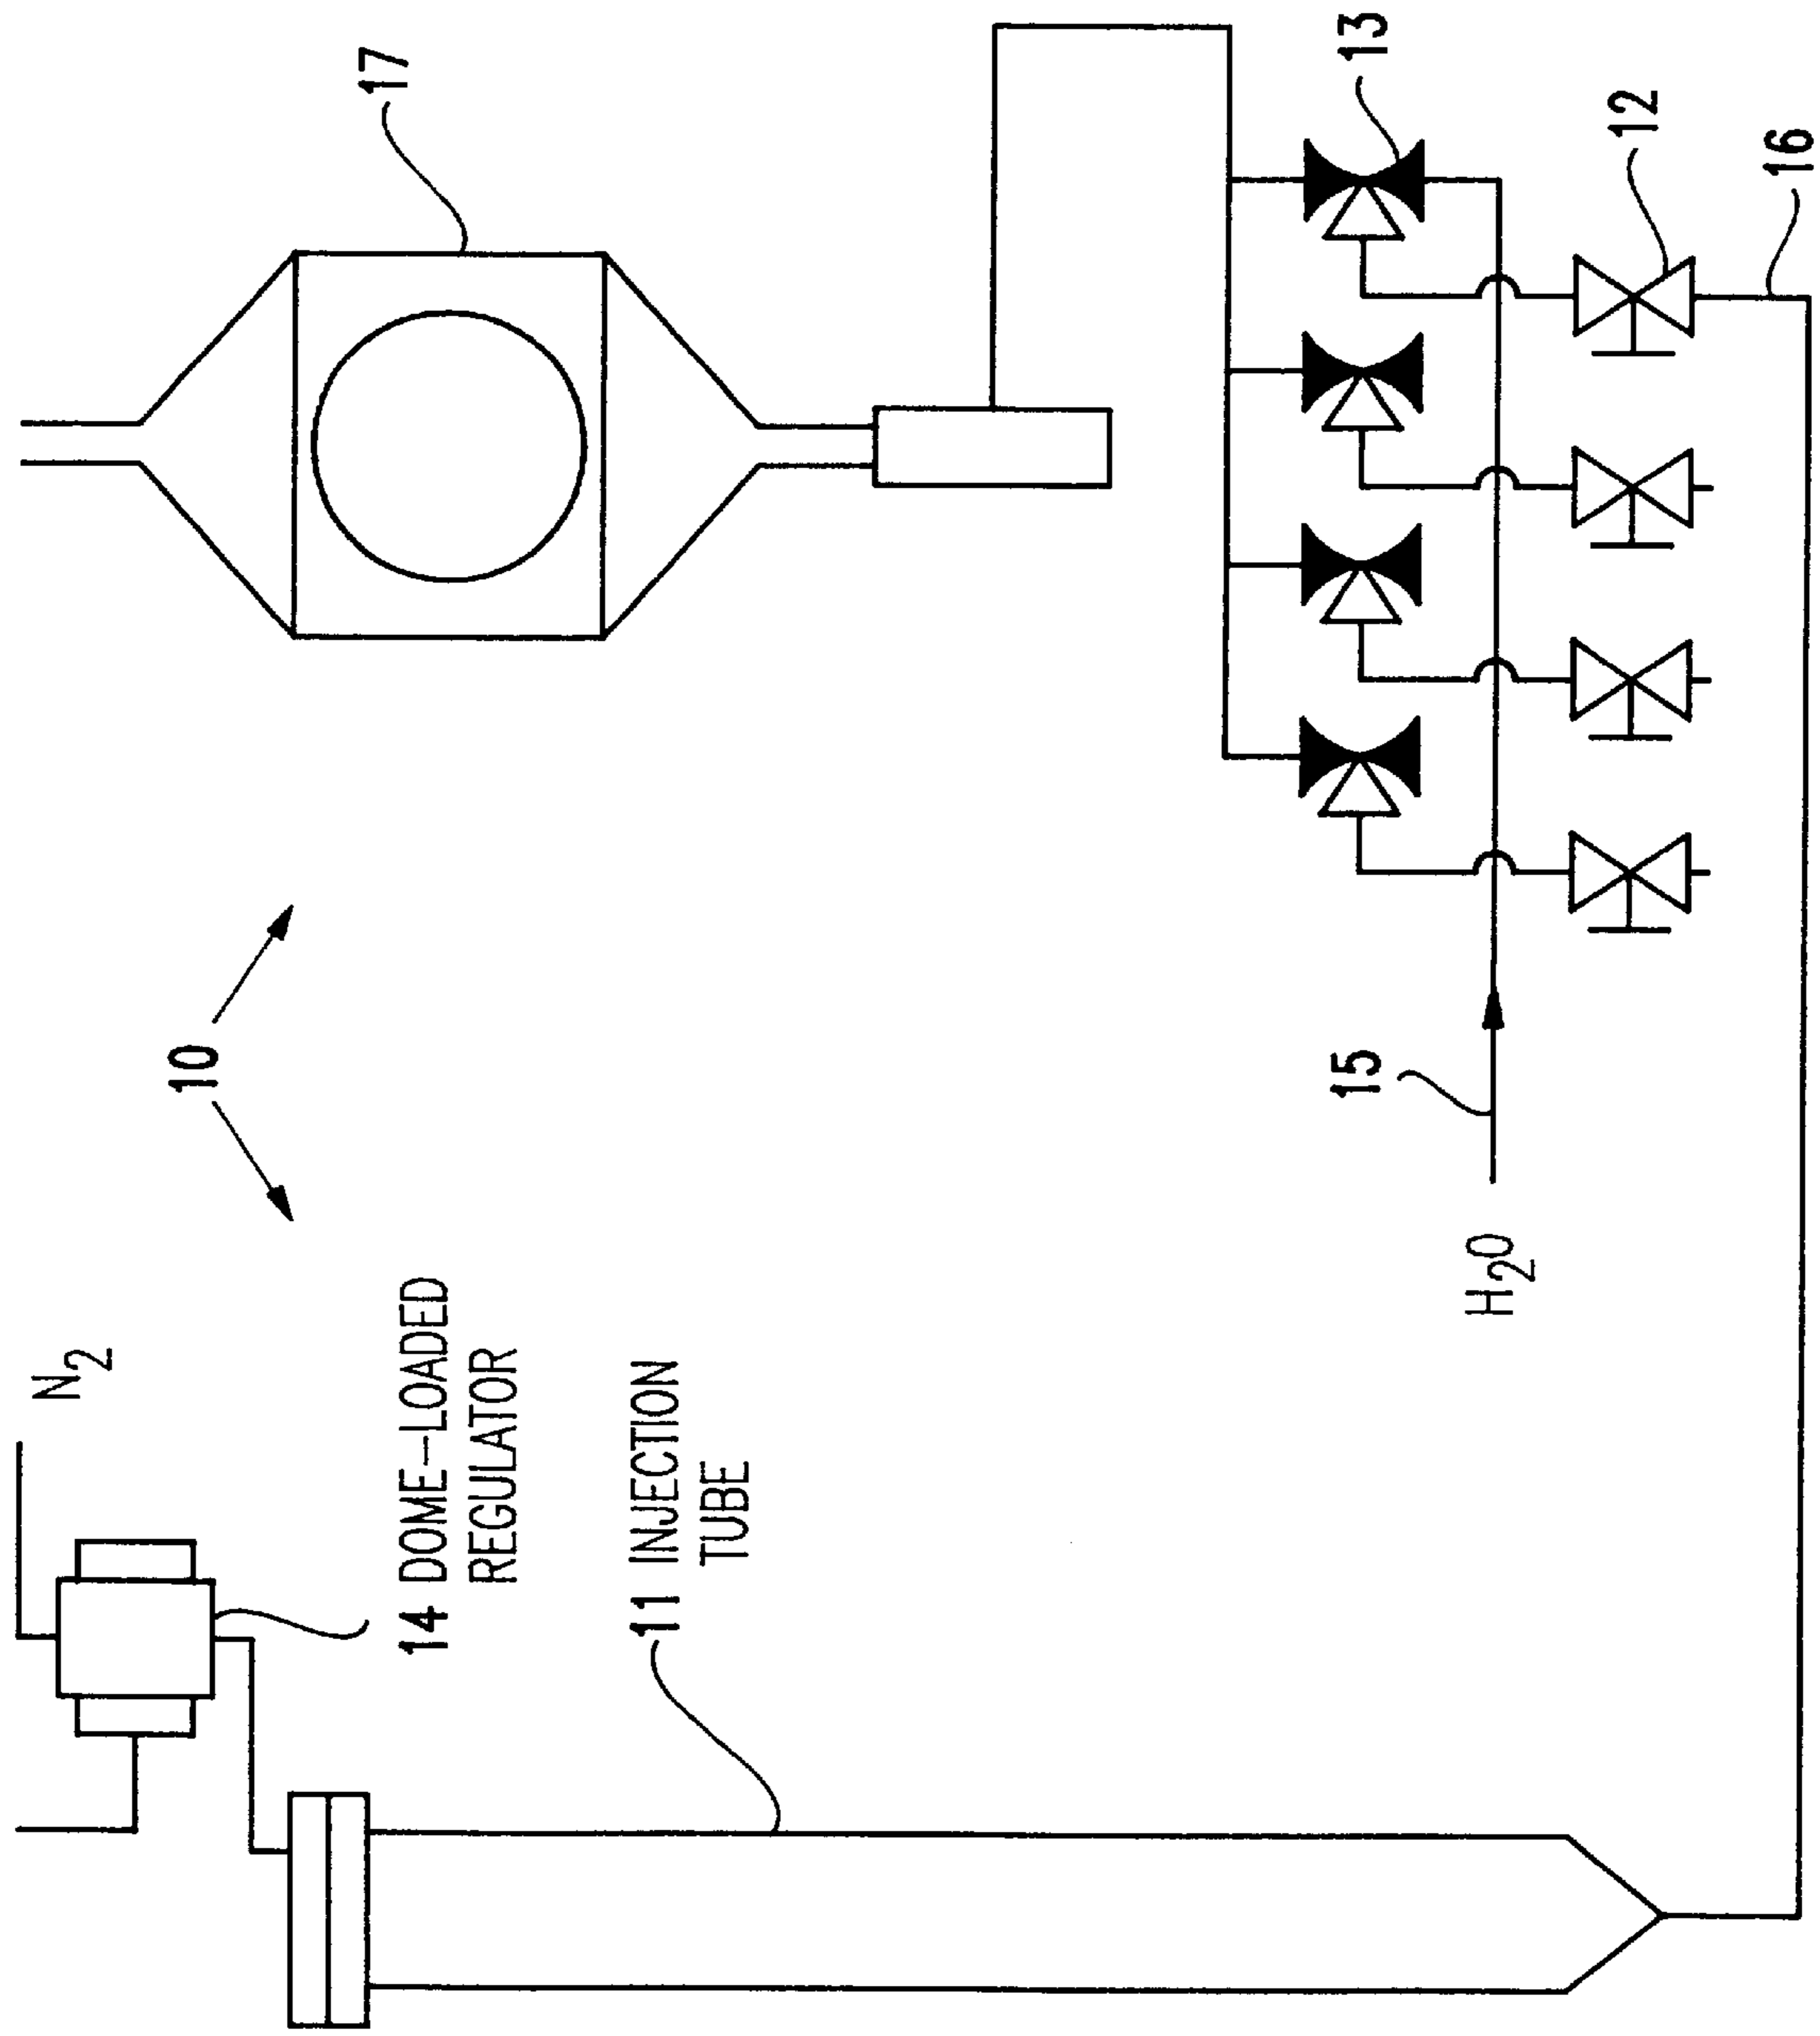 N2
14 DOME-LOADED
REGULATOR
11 INJECTION
TUBE
10
17
13
12
16
15
H2O